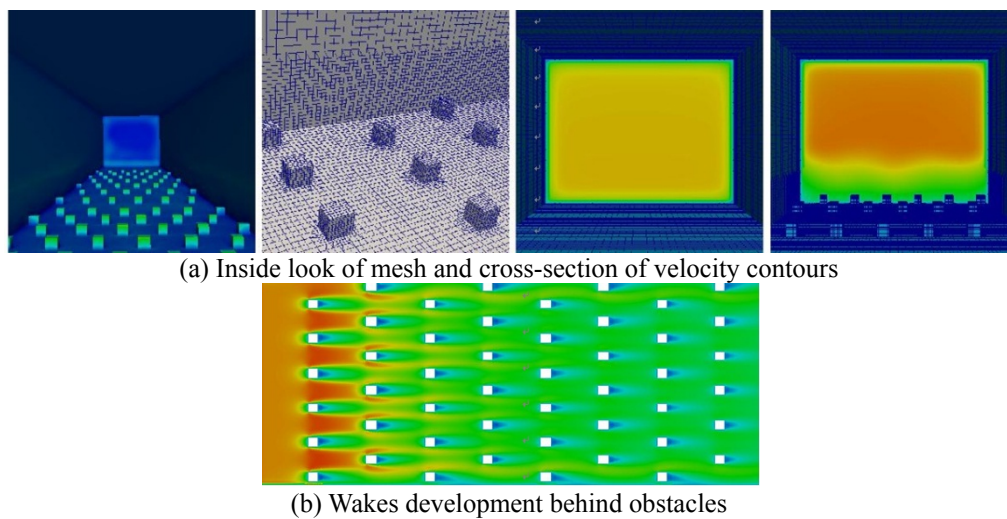 (a) Inside look of mesh and cross-section of velocity contours
(b) Wakes development behind obstacles